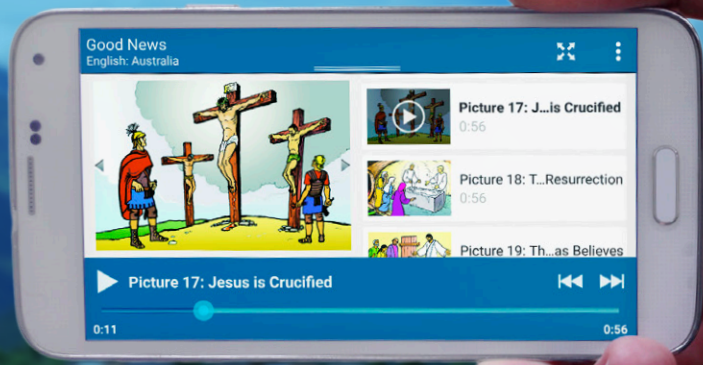 Good News
English: Australia
Picture 17: J...is Crucified
0:56
Picture 18: T...Resurrection
0:56
Picture 19: Th...as Believes
Picture 17: Jesus is Crucified
0:11
0:56